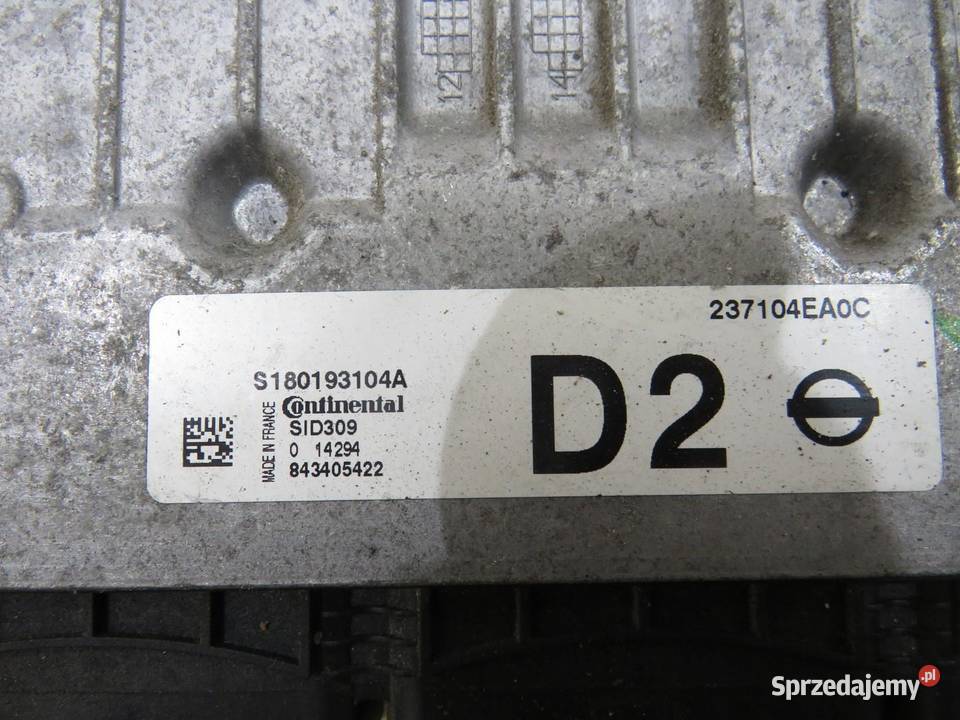 12
14
237104EA0C
S180193104A
Continental
MADE IN FRANCE
SID309
0 14294
843405422
D2
Sprzedajemy.pl